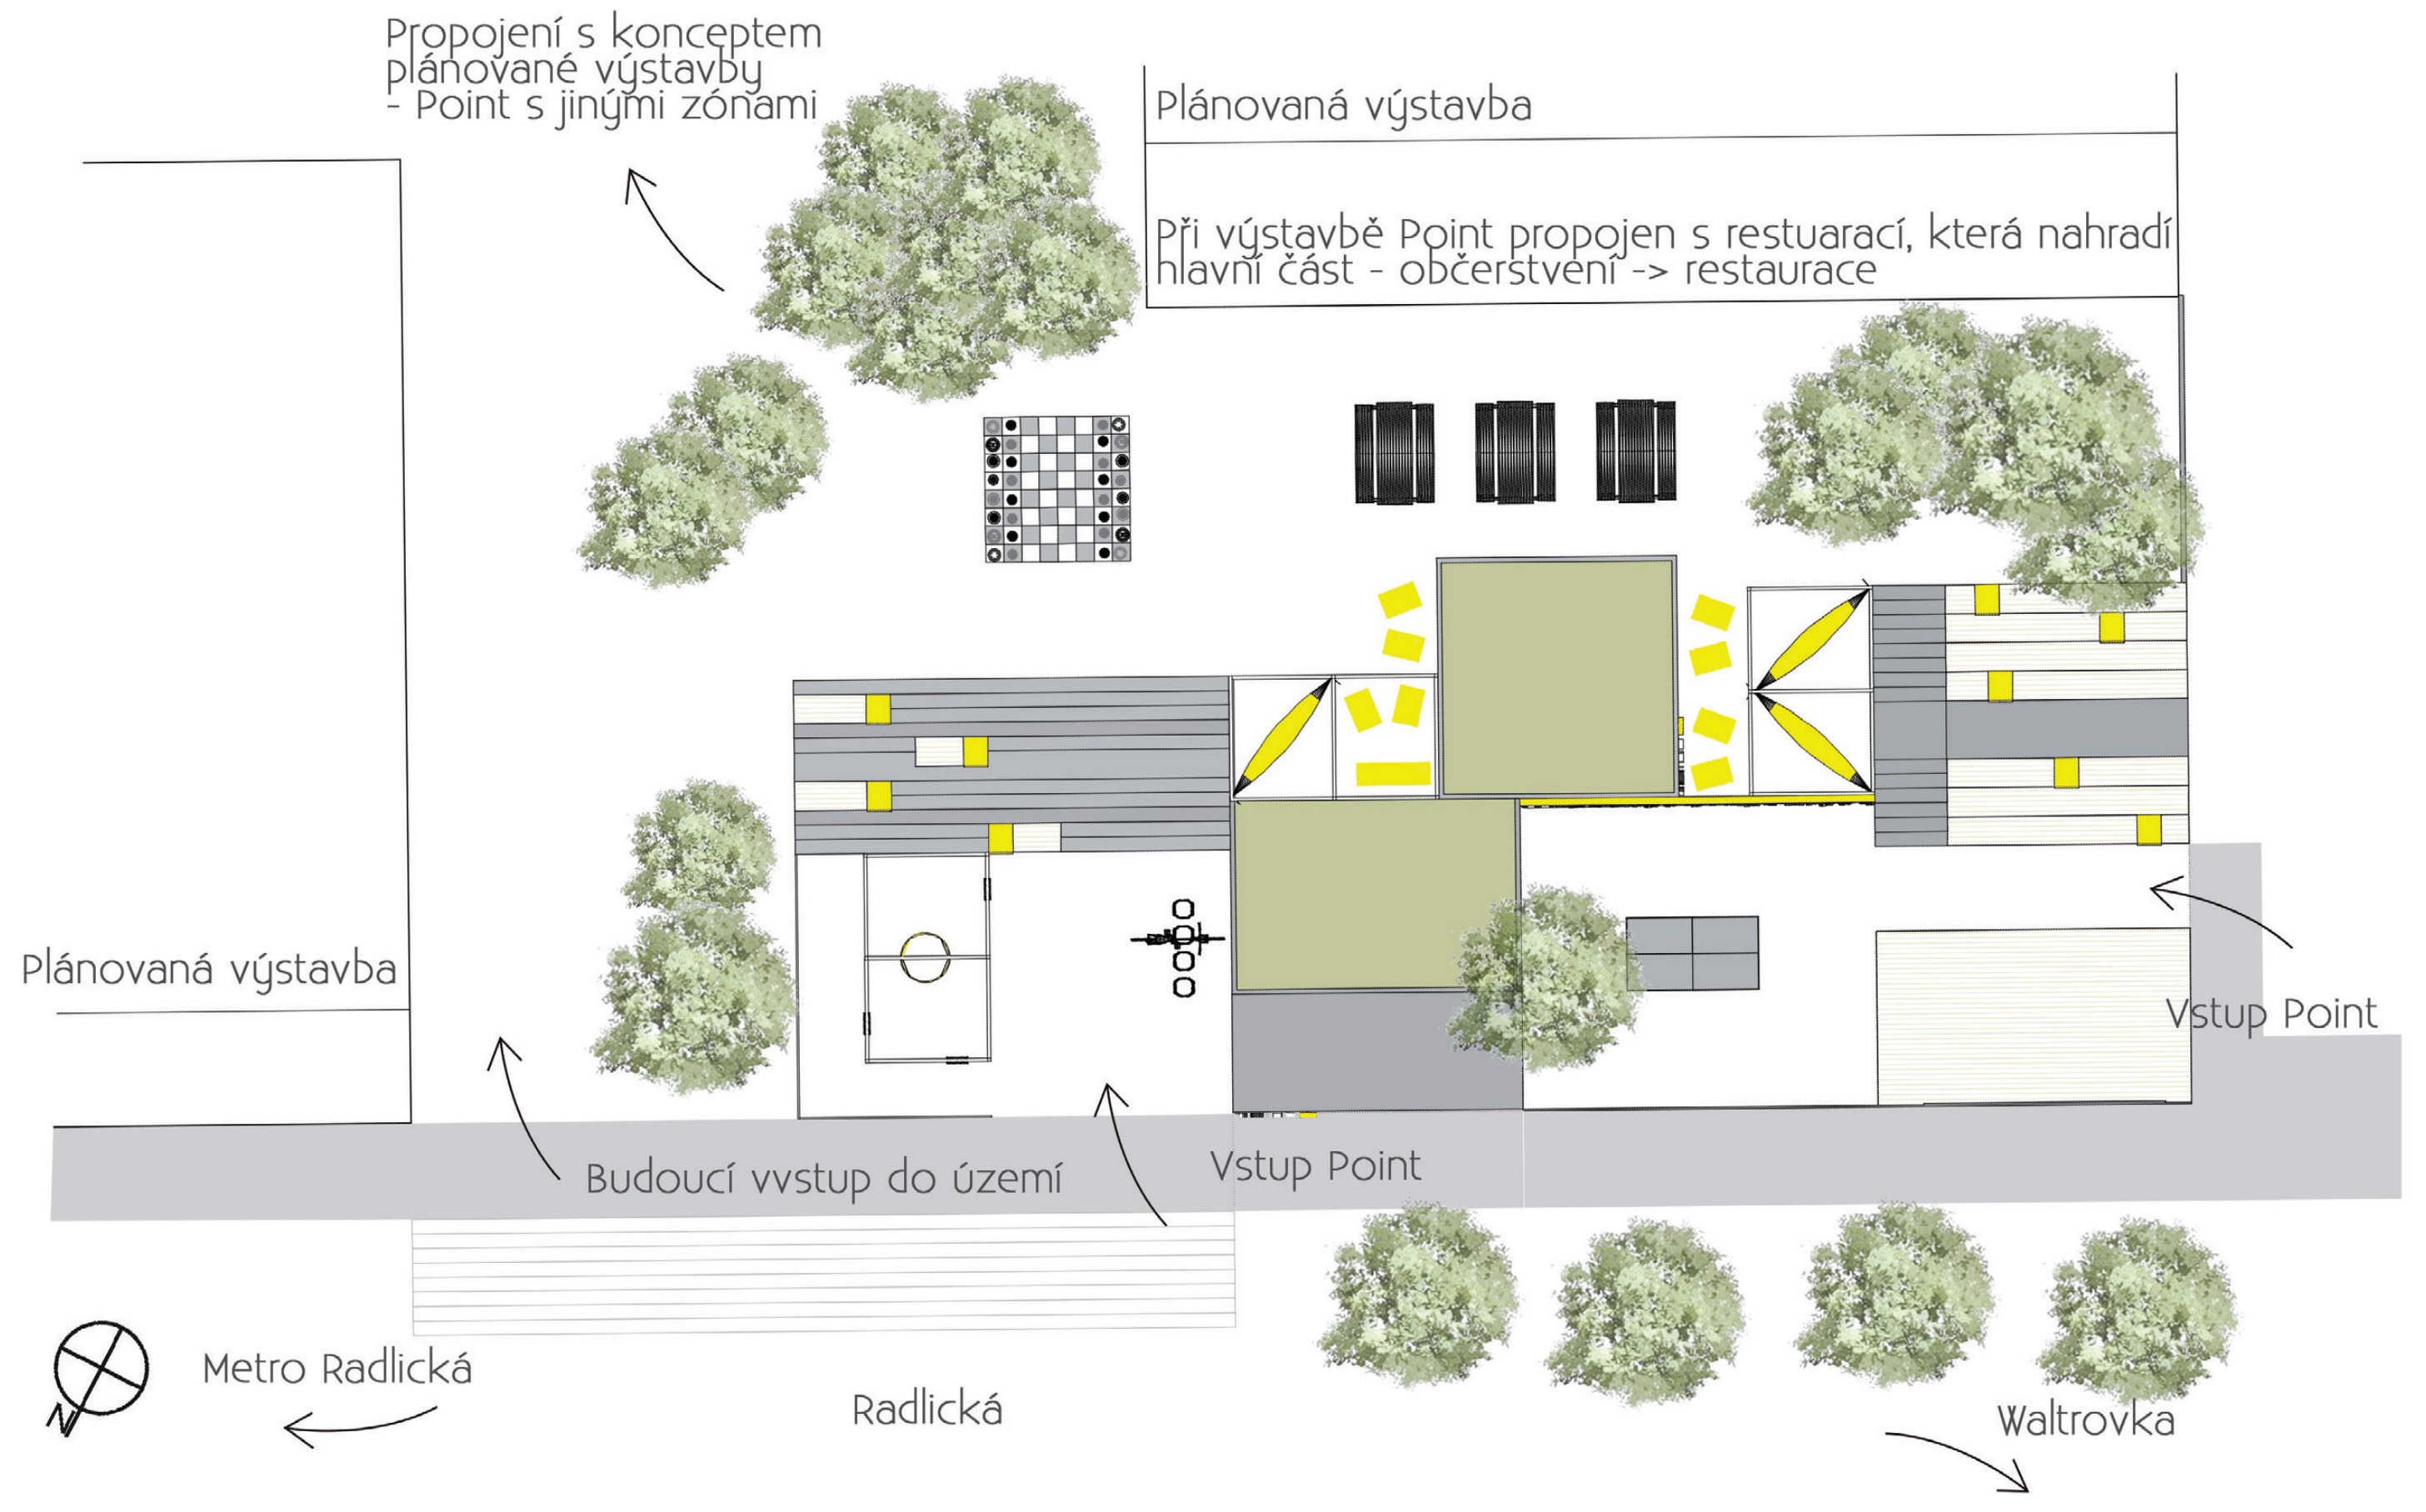 Propojení s konceptem
plánované výstavby
- Point s jinými zónami
Plánovaná výstavba
Při výstavbě Point propojen s restuarací, která nahradí
hlavní část - občerstvení -> restaurace
Plánovaná výstavba
Vstup Point
Budoucí vvstup do území
Vstup Point
N
Metro Radlická
Radlická
Waltrovka